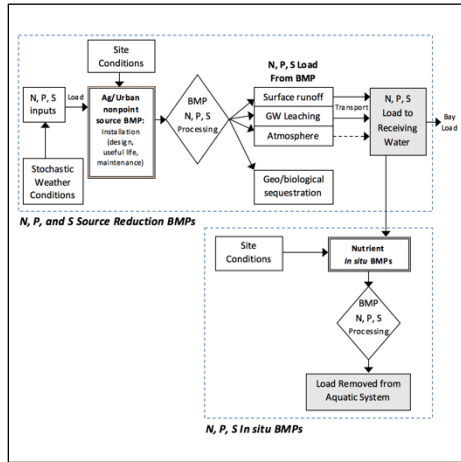 Site
Conditions
N, P, S Load
From BMP
N, P, S
inputs
Load
Ag/Urban
nonpoint
source BMP:
Installation
(design,
useful life,
maintenance)
BMP
N, P, S
Processing
Surface runoff
GW Leaching
Atmosphere
Transport
N, P, S
Load to
Receiving
Water
Bay
Load
Stochastic
Weather
Conditions
Geo/biological
sequestration
N, P, and S Source Reduction BMPs
Site
Conditions
Nutrient
In situ BMPs
BMP
N, P, S
Processing
Load Removed from
Aquatic System
N, P, S In situ BMPs